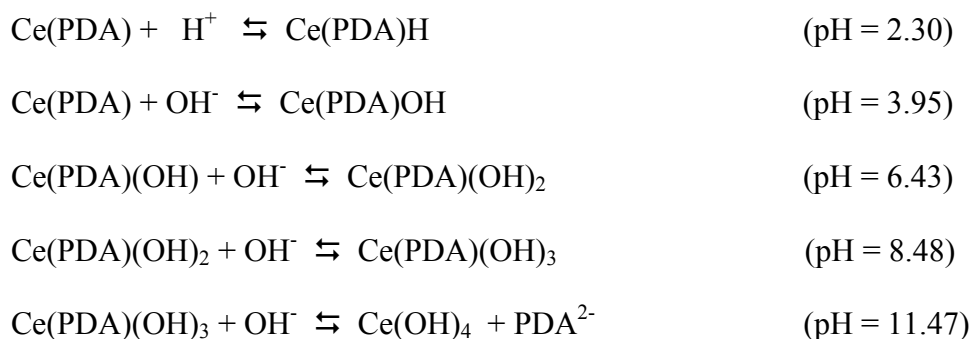 Ce(PDA) + H⁺ ⇆ Ce(PDA)H (pH = 2.30)
Ce(PDA) + OH⁻ ⇆ Ce(PDA)OH (pH = 3.95)
Ce(PDA)(OH) + OH⁻ ⇆ Ce(PDA)(OH)₂ (pH = 6.43)
Ce(PDA)(OH)₂ + OH⁻ ⇆ Ce(PDA)(OH)₃ (pH = 8.48)
Ce(PDA)(OH)₃ + OH⁻ ⇆ Ce(OH)₄ + PDA²⁻ (pH = 11.47)